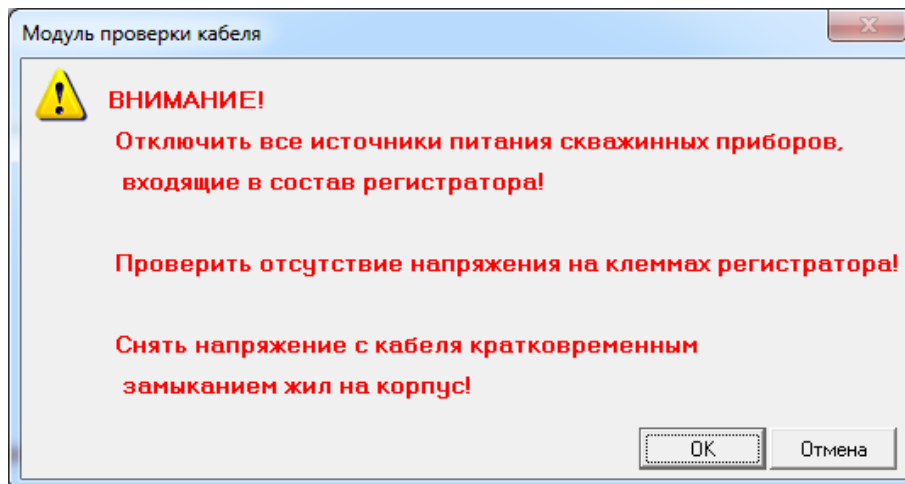 Модуль проверки кабеля
ВНИМАНИЕ!
Отключить все источники питания скважинных приборов,
входящие в состав регистратора!
Проверить отсутствие напряжения на клеммах регистратора!
Снять напряжение с кабеля кратковременным
замыканием жил на корпус!
OK
Отмена